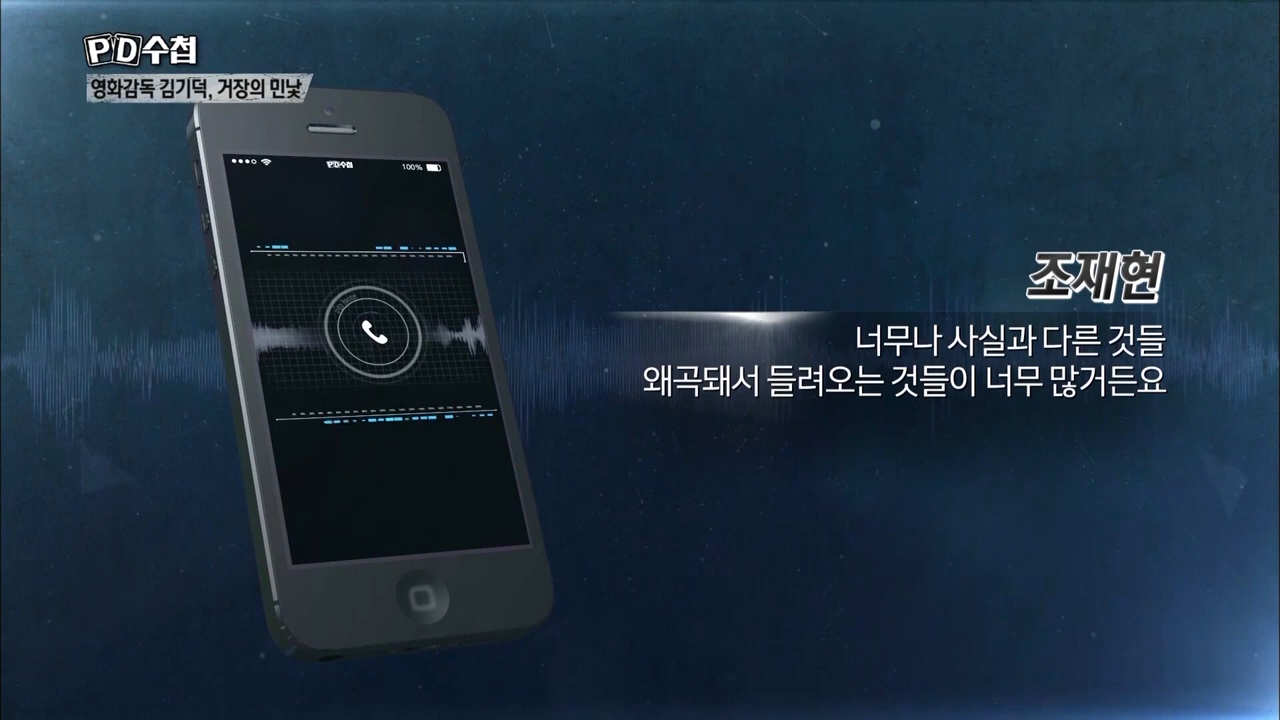 PD수첩
영화감독 김기덕, 거장의 민낯
PD수첩
100%
조재현
너무나 사실과 다른 것들
왜곡돼서 들려오는 것들이 너무 많거든요